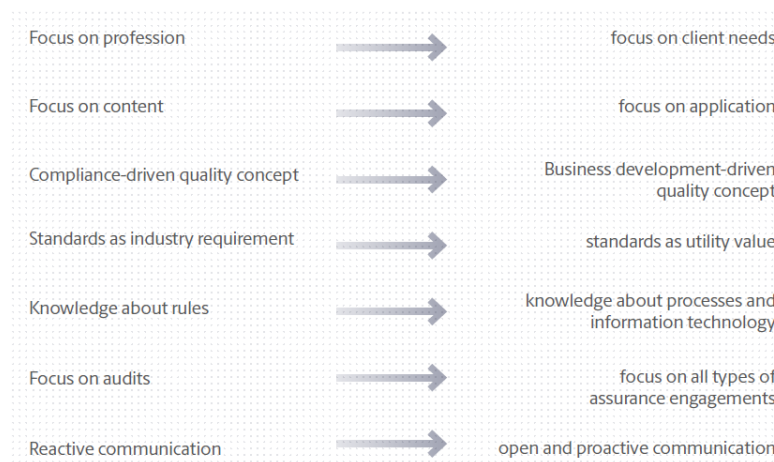 Focus on profession
focus on client needs
Focus on content
focus on application
Compliance-driven quality concept
Business development-driven
quality concept
Standards as industry requirement
standards as utility value
Knowledge about rules
knowledge about processes and
information technology
Focus on audits
focus on all types of
assurance engagements
Reactive communication
open and proactive communication